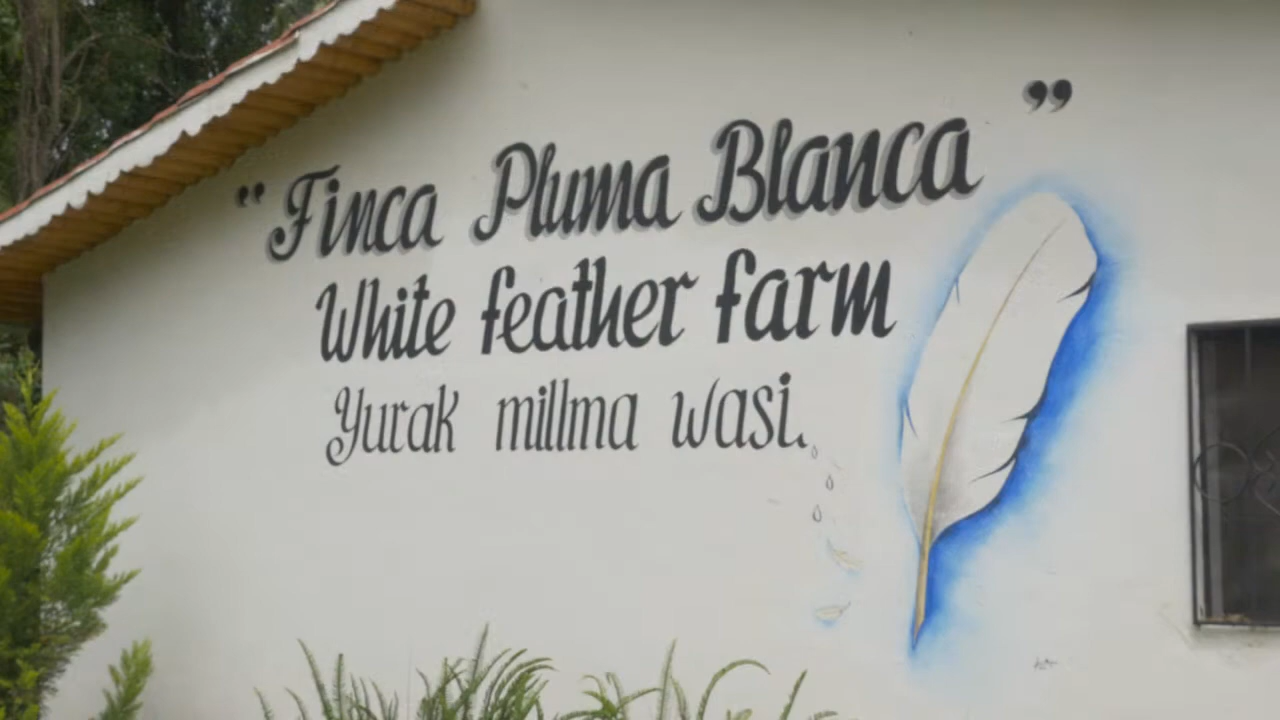 "Finca Pluma Blanca"
White feather farm
Yurak millma wasi.